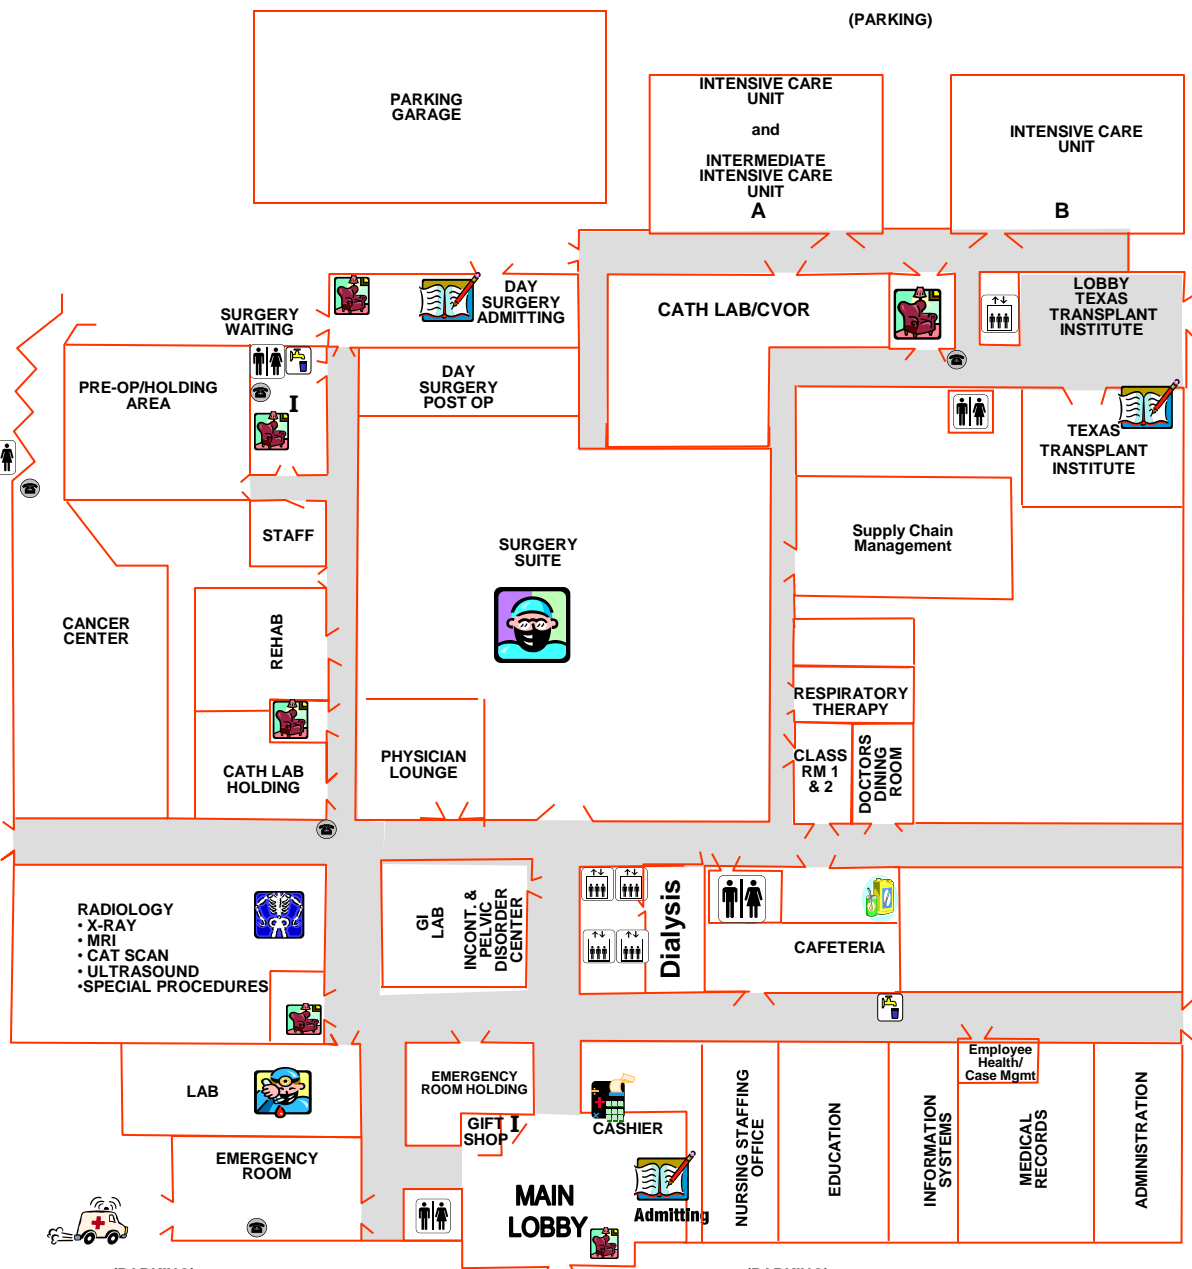 (PARKING)
PARKING
GARAGE
INTENSIVE CARE
UNIT
and
INTERMEDIATE
INTENSIVE CARE
UNIT
A
INTENSIVE CARE
UNIT
B
DAY
SURGERY
ADMITTING
SURGERY
WAITING
CATH LAB/CVOR
LOBBY
TEXAS
TRANSPLANT
INSTITUTE
PRE-OP/HOLDING
AREA
I
DAY
SURGERY
POST OP
TEXAS
TRANSPLANT
INSTITUTE
STAFF
SURGERY
SUITE
Supply Chain
Management
CANCER
CENTER
REHAB
RESPIRATORY
THERAPY
CATH LAB
HOLDING
PHYSICIAN
LOUNGE
CLASS
RM 1
& 2
DOCTORS
DINING
ROOM
RADIOLOGY
• X-RAY
• MRI
• CAT SCAN
• ULTRASOUND
•SPECIAL PROCEDURES
GI
LAB
INCONT. &
PELVIC
DISORDER
CENTER
Dialysis
CAFETERIA
LAB
EMERGENCY
ROOM HOLDING
GIFT
SHOP
I
CASHIER
Employee
Health/
Case Mgmt
NURSING STAFFING
OFFICE
EDUCATION
INFORMATION
SYSTEMS
MEDICAL
RECORDS
ADMINISTRATION
EMERGENCY
ROOM
MAIN
LOBBY
Admitting
(PARKING)
(PARKING)